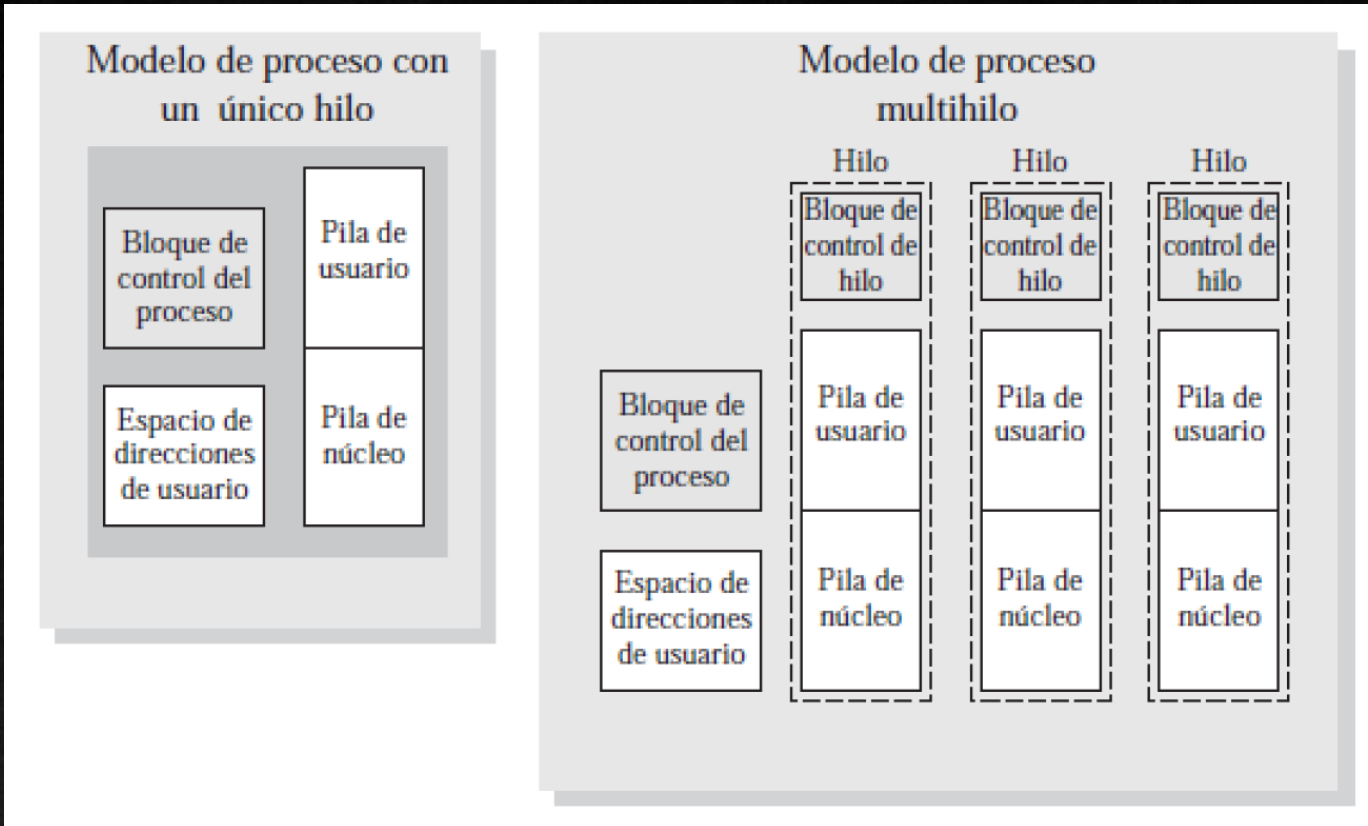 Modelo de proceso con
un único hilo
Bloque de
control del
proceso
Pila de
usuario
Espacio de
direcciones
de usuario
Pila de
núcleo
Modelo de proceso
multihilo
Hilo
Hilo
Hilo
Bloque de
control de
hilo
Bloque de
control de
hilo
Bloque de
control de
hilo
Bloque de
control del
proceso
Pila de
usuario
Pila de
usuario
Pila de
usuario
Espacio de
direcciones
de usuario
Pila de
núcleo
Pila de
núcleo
Pila de
núcleo